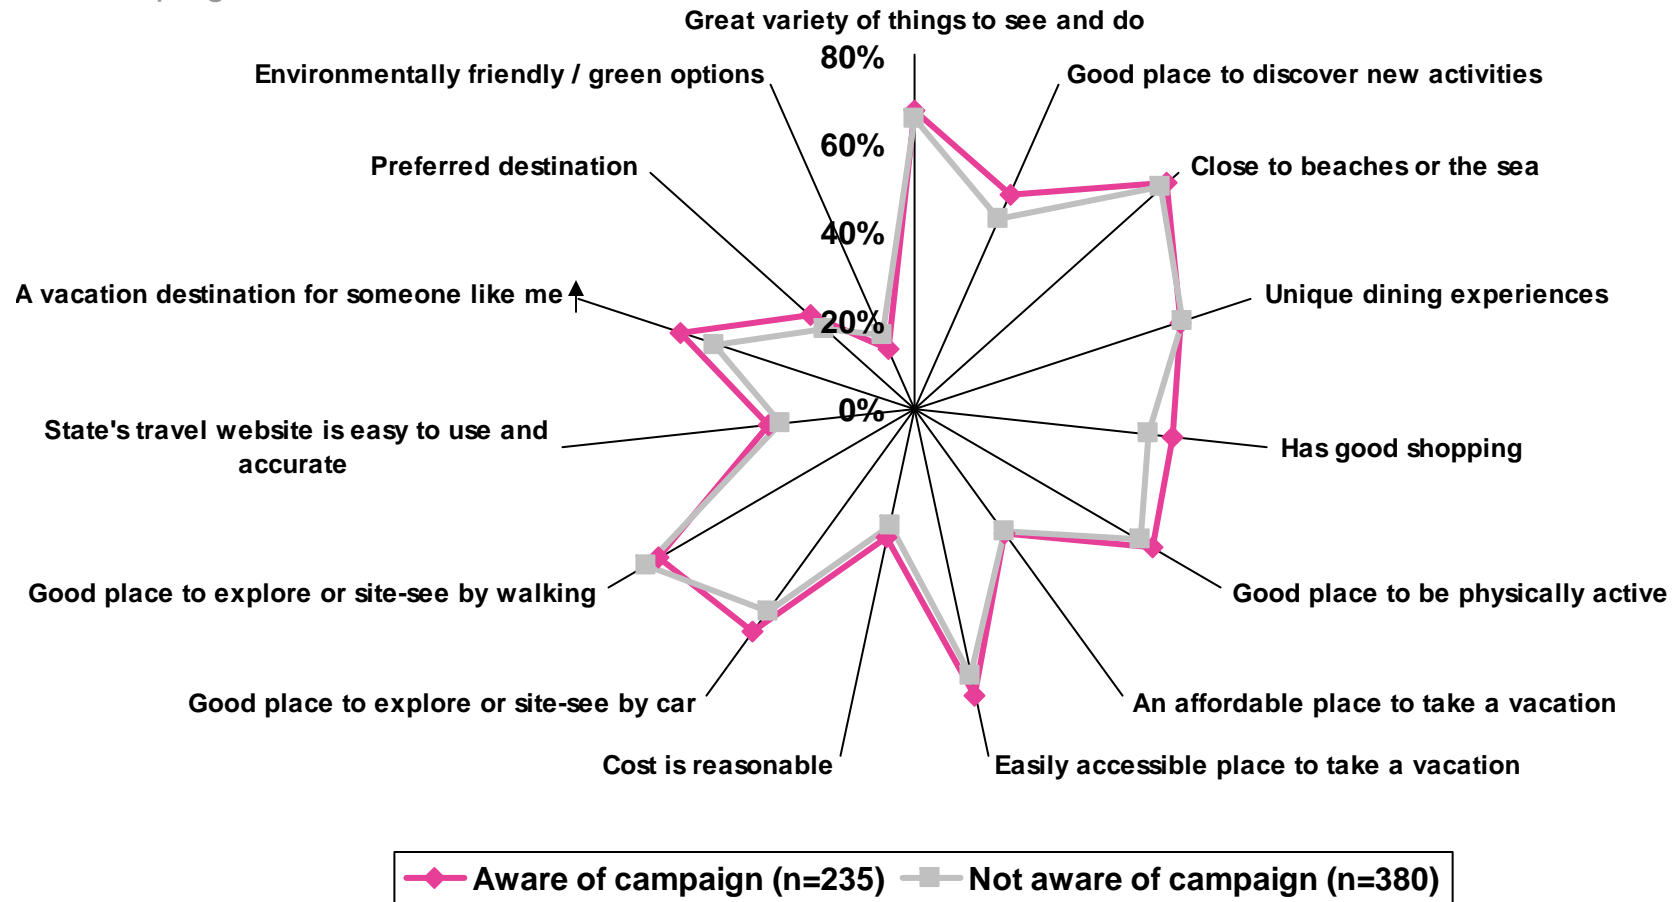 Great variety of things to see and do
80%
Environmentally friendly / green options
Good place to discover new activities
60%
Preferred destination
Close to beaches or the sea
40%
A vacation destination for someone like me
Unique dining experiences
20%
0%
State's travel website is easy to use and
accurate
Has good shopping
Good place to explore or site-see by walking
Good place to be physically active
Good place to explore or site-see by car
An affordable place to take a vacation
Cost is reasonable
Easily accessible place to take a vacation
Aware of campaign (n=235)
Not aware of campaign (n=380)